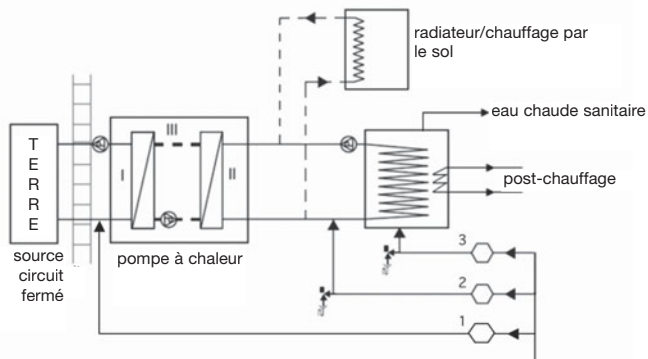 radiateur/chauffage par
le sol
eau chaude sanitaire
T
E
R
R
E
III
I
II
post-chauffage
source
circuit
fermé
pompe à chaleur
3
2
1